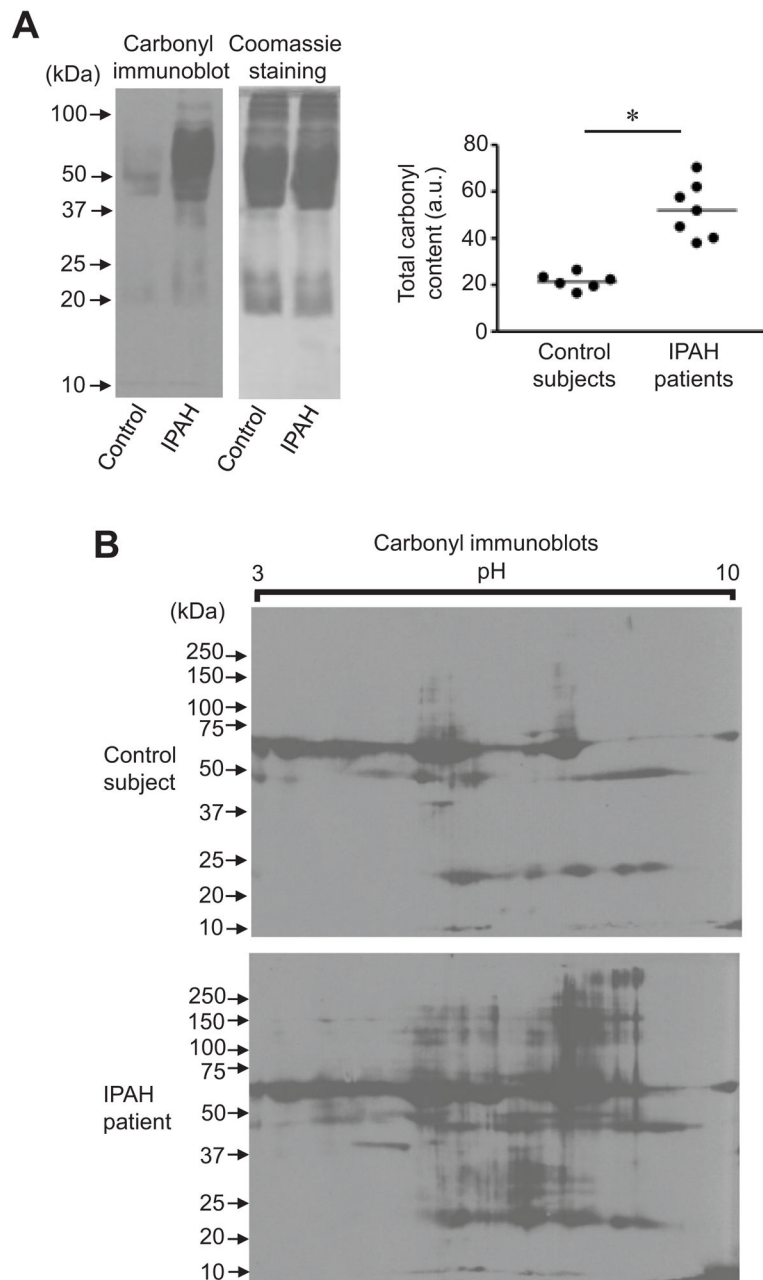 A
Carbonyl Coomassie
(kDa) immunoblot staining
100
50
37
25
20
10
Control
IPAH
Control
IPAH
Total carbonyl
content (a.u.)
80
60
40
20
0
*
Control
subjects
IPAH
patients
B
Carbonyl immunoblots
3 pH 10
(kDa)
250
150
100
75
50
37
25
20
10
Control
subject
250
150
100
75
50
37
25
20
10
IPAH
patient